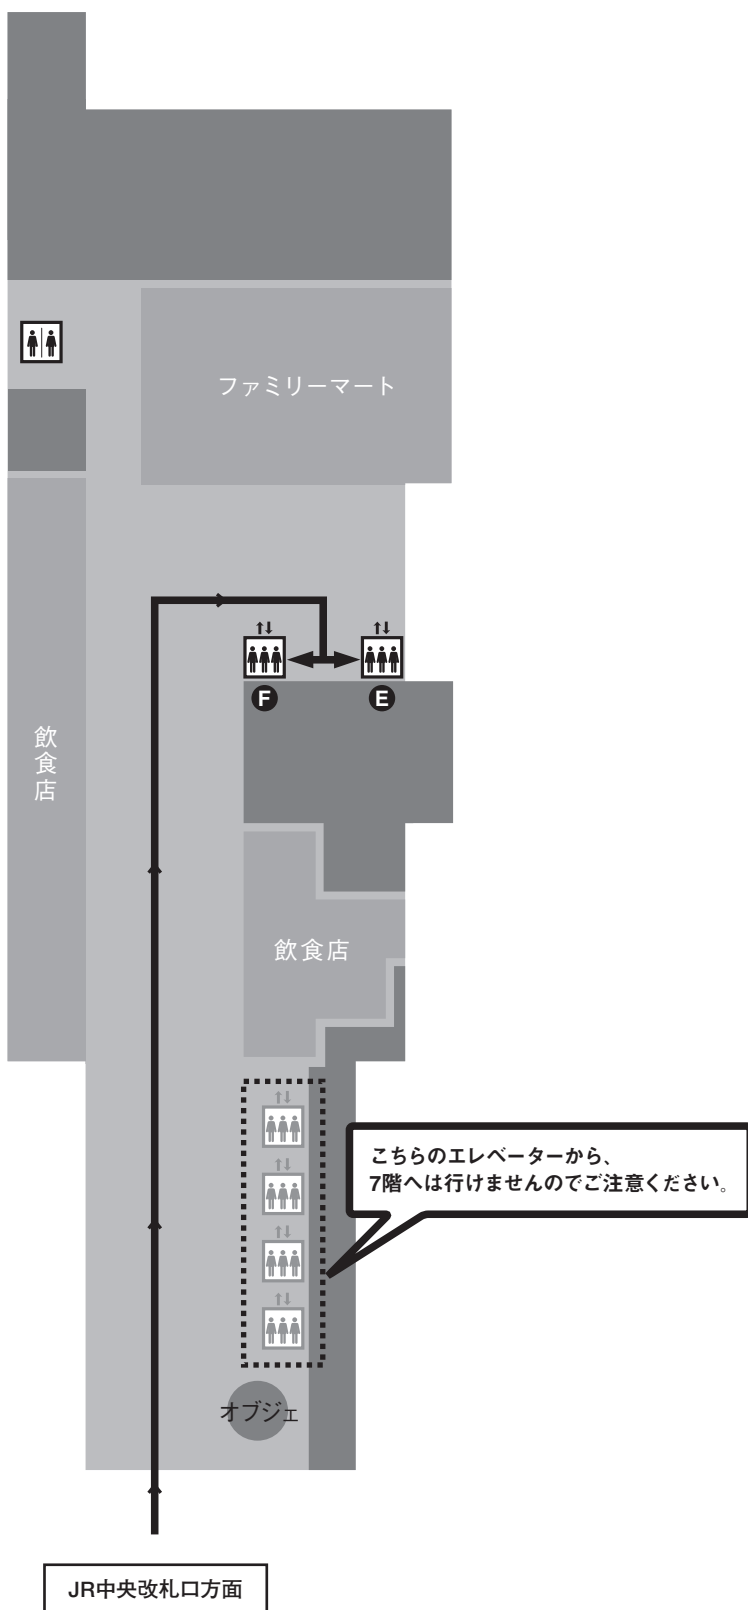 ファミリーマート
F
E
飲食店
飲食店
こちらのエレベーターから、
7階へは行けませんのでご注意ください。
オブジェ
JR中央改札口方面